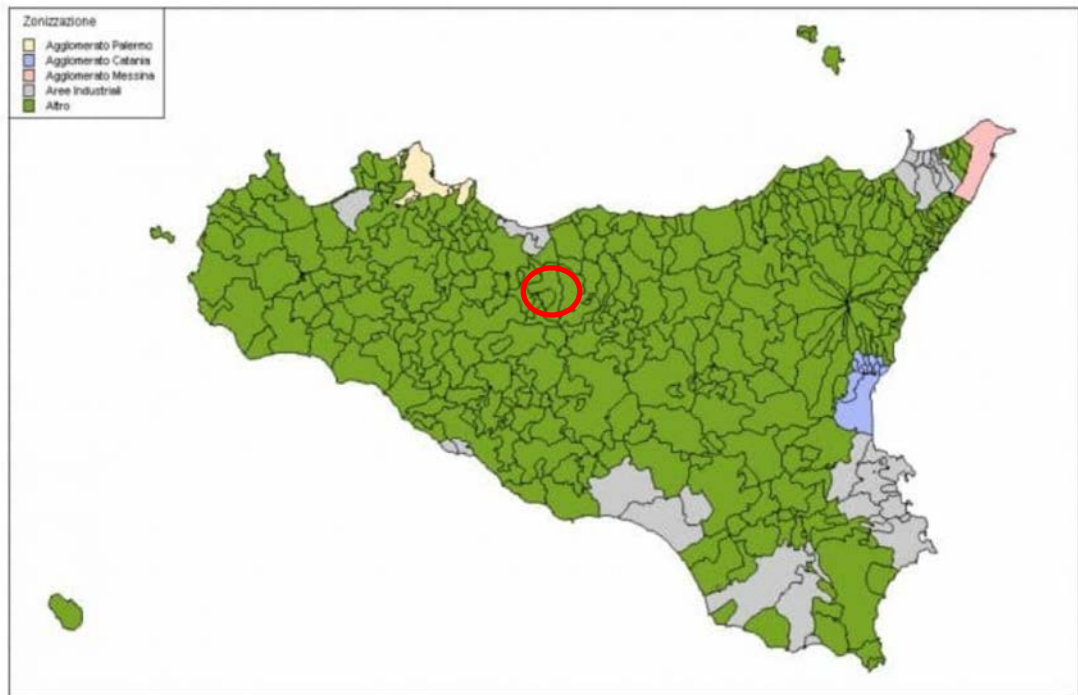 Zonizzazione
Agglomerato Palermo
Agglomerato Catania
Agglomerato Messina
Aree Industriali
Altro